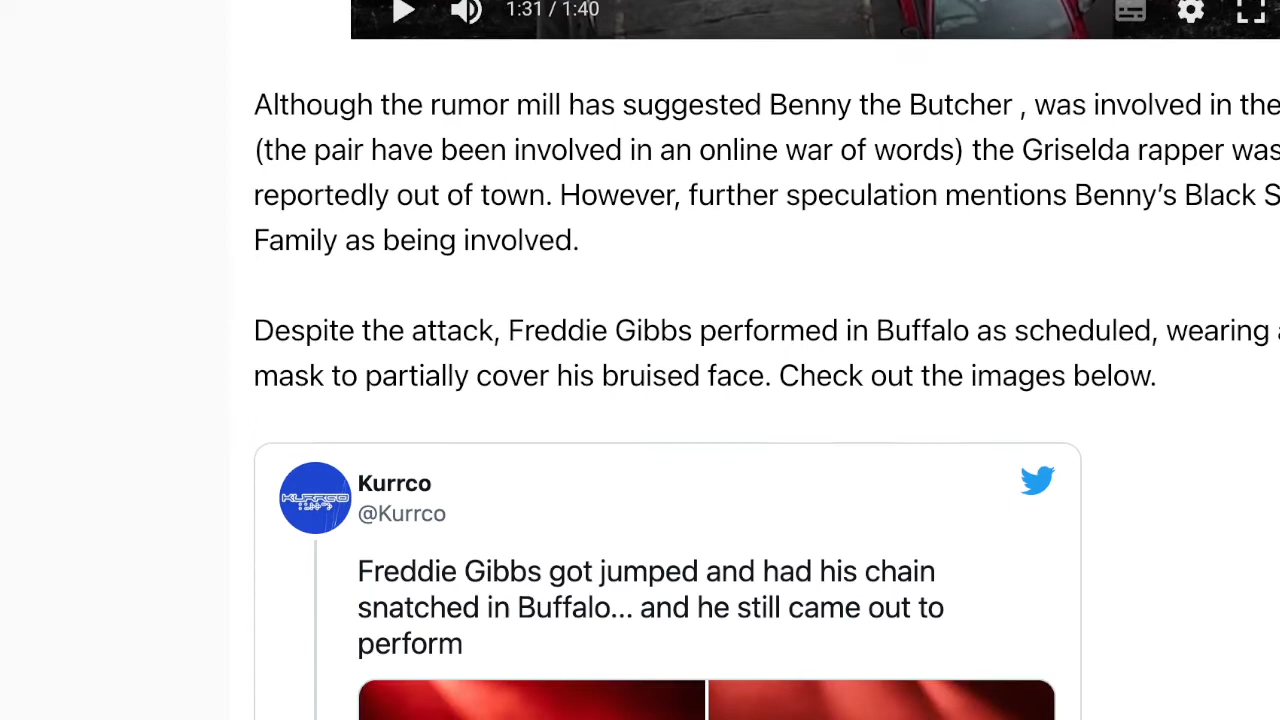 1:31 / 1:40
Although the rumor mill has suggested Benny the Butcher , was involved in the
(the pair have been involved in an online war of words) the Griselda rapper was
reportedly out of town. However, further speculation mentions Benny’s Black S
Family as being involved.
Despite the attack, Freddie Gibbs performed in Buffalo as scheduled, wearing a
mask to partially cover his bruised face. Check out the images below.
KURRCO
Kurrco
@Kurrco
Freddie Gibbs got jumped and had his chain
snatched in Buffalo... and he still came out to
perform